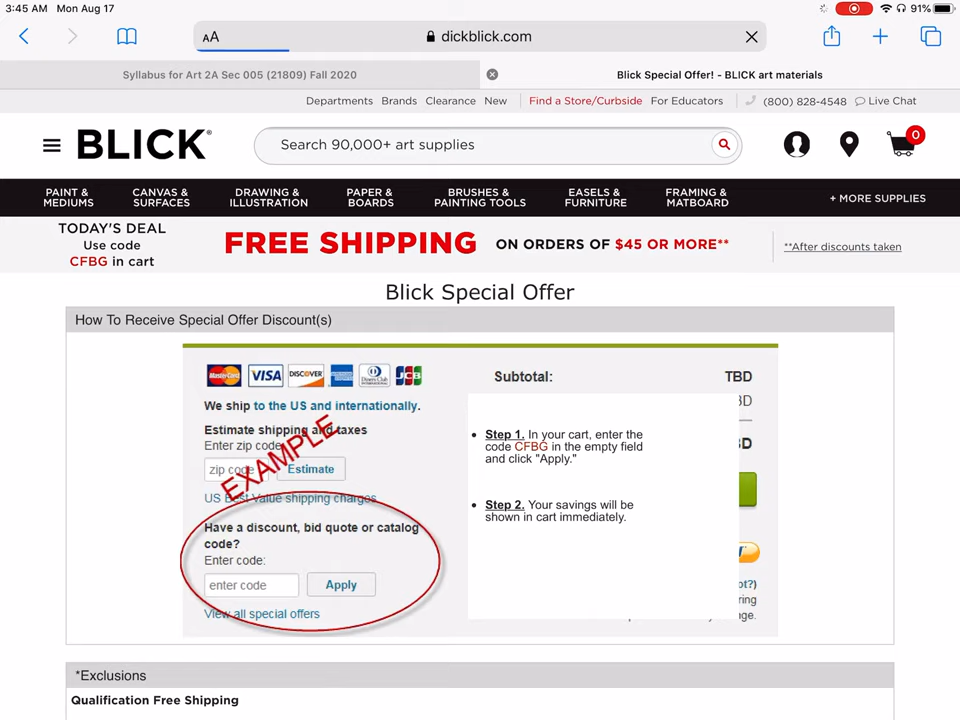 3:45 AM Mon Aug 17
91%
AA
dickblick.com
Syllabus for Art 2A Sec 005 (21809) Fall 2020
Blick Special Offer! - BLICK art materials
Departments Brands Clearance New Find a Store/Curbside For Educators (800) 828-4548 Live Chat
BLICK®
Search 90,000+ art supplies
0
PAINT & MEDIUMS
CANVAS & SURFACES
DRAWING & ILLUSTRATION
PAPER & BOARDS
BRUSHES & PAINTING TOOLS
EASELS & FURNITURE
FRAMING & MATBOARD
+ MORE SUPPLIES
TODAY'S DEAL
Use code
CFBG in cart
FREE SHIPPING ON ORDERS OF $45 OR MORE**
**After discounts taken
Blick Special Offer
How To Receive Special Offer Discount(s)
MasterCard VISA DISCOVER JCB
We ship to the US and internationally.
Estimate shipping and taxes
Enter zip code
zip code Estimate
US Best Value shipping charges
EXAMPLE
Have a discount, bid quote or catalog
code?
Enter code:
enter code Apply
View all special offers
Subtotal: TBD
• Step 1. In your cart, enter the
code CFBG in the empty field
and click "Apply."
• Step 2. Your savings will be
shown in cart immediately.
*Exclusions
Qualification Free Shipping